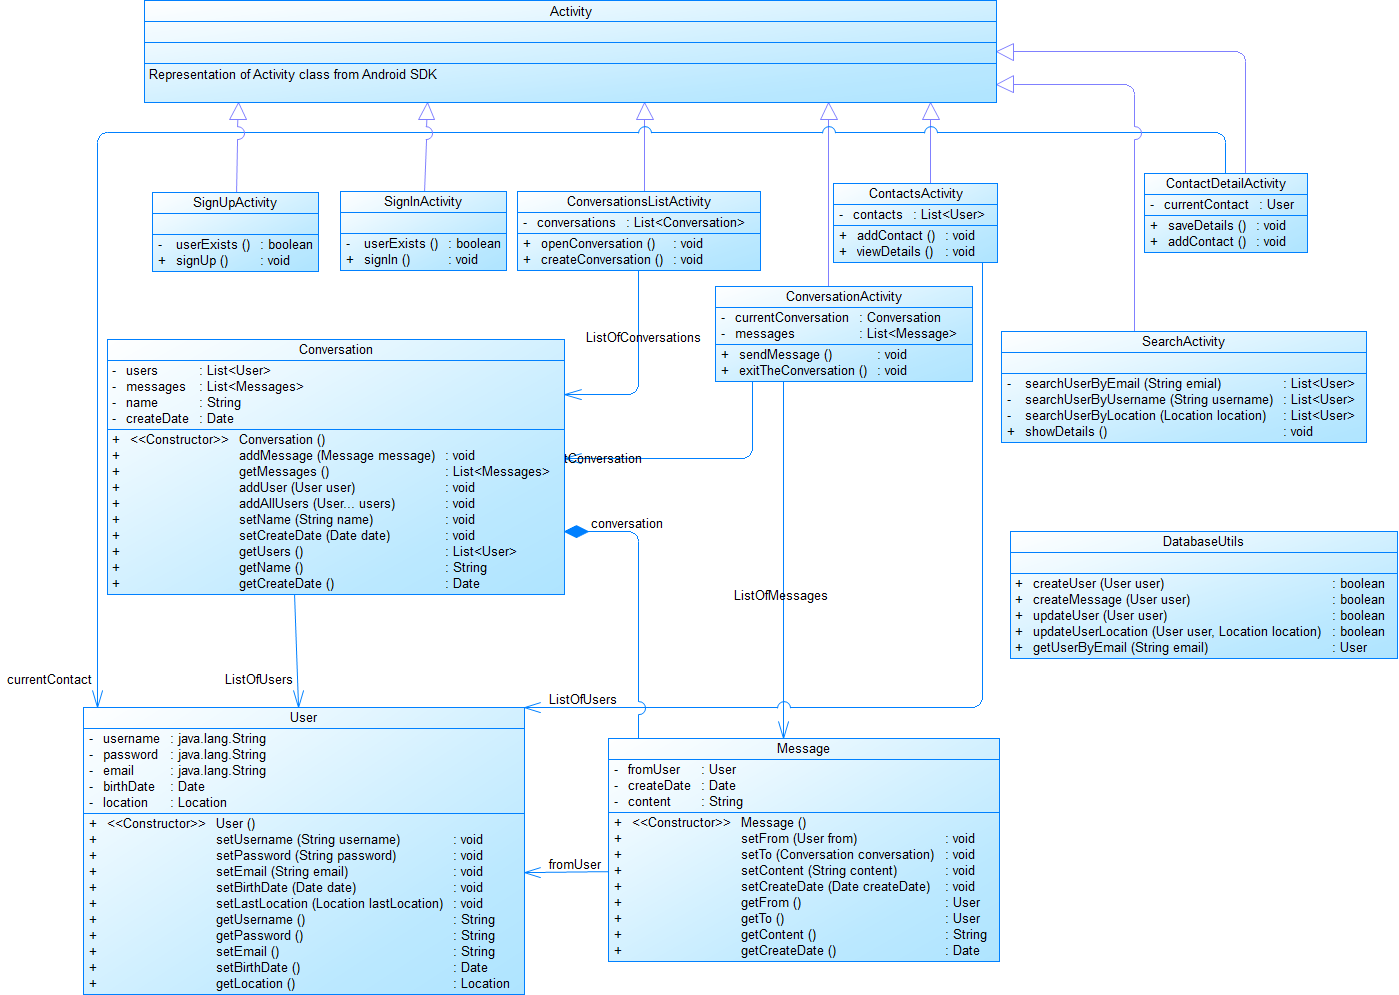 Activity
Representation of Activity class from Android SDK
SignUpActivity
- userExists () : boolean
+ signUp () : void
SignInActivity
- userExists () : boolean
+ signIn () : void
ConversationsListActivity
- conversations : List<Conversation>
+ openConversation () : void
+ createConversation () : void
ContactsActivity
- contacts : List<User>
+ addContact () : void
+ viewDetails () : void
ContactDetailActivity
- currentContact : User
+ saveDetails () : void
+ addContact () : void
ConversationActivity
- currentConversation : Conversation
- messages : List<Message>
+ sendMessage () : void
+ exitTheConversation () : void
SearchActivity
- searchUserByEmail (String emial) : List<User>
- searchUserByUsername (String username) : List<User>
- searchUserByLocation (Location location) : List<User>
+ showDetails () : void
ListOfConversations
Conversation
- users : List<User>
- messages : List<Messages>
- name : String
- createDate : Date
+ <<Constructor>> Conversation ()
+ addMessage (Message message) : void
+ getMessages () : List<Messages>
+ addUser (User user) : void
+ addAllUsers (User... users) : void
+ setName (String name) : void
+ setCreateDate (Date date) : void
+ getUsers () : List<User>
+ getName () : String
+ getCreateDate () : Date
tConversation
conversation
ListOfMessages
DatabaseUtils
+ createUser (User user) : boolean
+ createMessage (User user) : boolean
+ updateUser (User user) : boolean
+ updateUserLocation (User user, Location location) : boolean
+ getUserByEmail (String email) : User
currentContact
ListOfUsers
ListOfUsers
User
- username : java.lang.String
- password : java.lang.String
- email : java.lang.String
- birthDate : Date
- location : Location
+ <<Constructor>> User ()
+ setUsername (String username) : void
+ setPassword (String password) : void
+ setEmail (String email) : void
+ setBirthDate (Date date) : void
+ setLastLocation (Location lastLocation) : void
+ getUsername () : String
+ getPassword () : String
+ setEmail () : String
+ setBirthDate () : Date
+ getLocation () : Location
fromUser
Message
- fromUser : User
- createDate : Date
- content : String
+ <<Constructor>> Message ()
+ setFrom (User from) : void
+ setTo (Conversation conversation) : void
+ setContent (String content) : void
+ setCreateDate (Date createDate) : void
+ getFrom () : User
+ getTo () : User
+ getContent () : String
+ getCreateDate () : Date